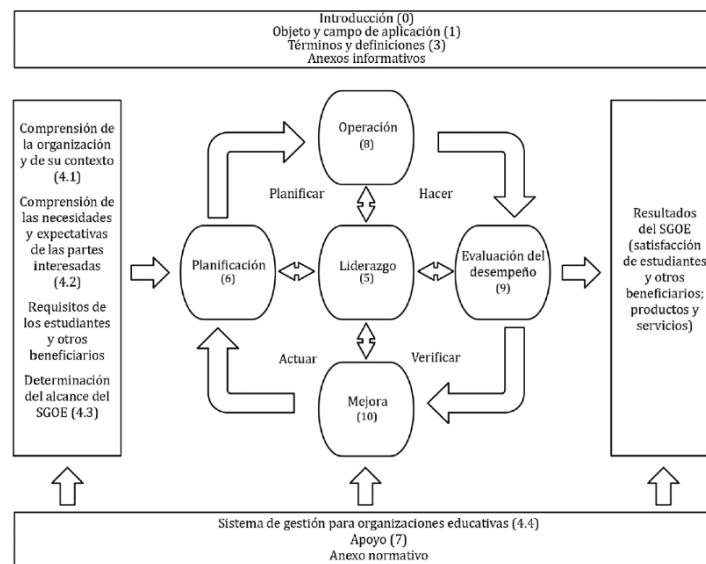 Introducción (0)
Objeto y campo de aplicación (1)
Términos y definiciones (3)
Anexos informativos
Comprensión de
la organización
y de su contexto
(4.1)
Comprensión de
las necesidades
y expectativas
de las partes
interesadas
(4.2)
Requisitos de
los estudiantes
y otros
beneficiarios
Determinación
del alcance del
SGOE (4.3)
Operación
(8)
Planificar
Hacer
Planificación
(6)
Liderazgo
(5)
Evaluación del
desempeño
(9)
Actuar
Verificar
Mejora
(10)
Resultados
del SGOE
(satisfacción
de estudiantes
y otros
beneficiarios;
productos y
servicios)
Sistema de gestión para organizaciones educativas (4.4)
Apoyo (7)
Anexo normativo